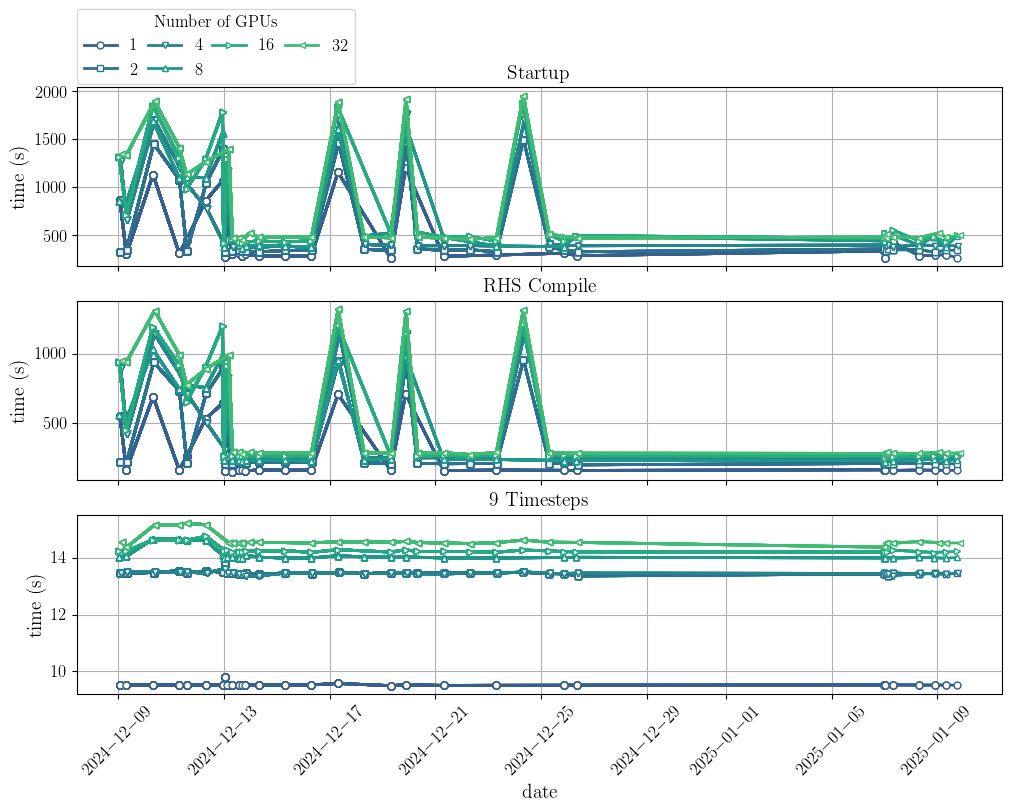 Number of GPUs
1 4 16 32
2 8
Startup
2000
1500
1000
500
time (s)
RHS Compile
1000
500
time (s)
9 Timesteps
14
12
10
time (s)
2024−12−09 2024−12−13 2024−12−17 2024−12−21 2024−12−25 2024−12−29 2025−01−01 2025−01−05 2025−01−09
date